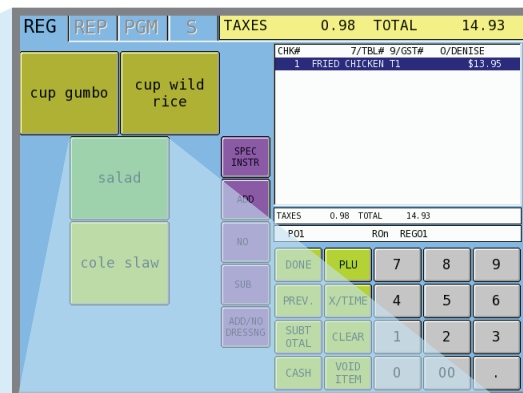 REG REP PGM S TAXES 0.98 TOTAL 14.93
CHK# 7/TBL# 9/GST# O/DENISE
1 FRIED CHICKEN T1 $13.95
cup gumbo
cup wild
rice
salad
cole slaw
SPEC
INSTR
ADD
NO
SUB
ADD/NO
DRESSNG
TAXES 0.98 TOTAL 14.93
PO1 ROn REGO1
DONE PLU 7 8 9
PREV. X/TIME 4 5 6
SUBT
OTAL
CLEAR 1 2 3
CASH
VOID
ITEM
0 00 .